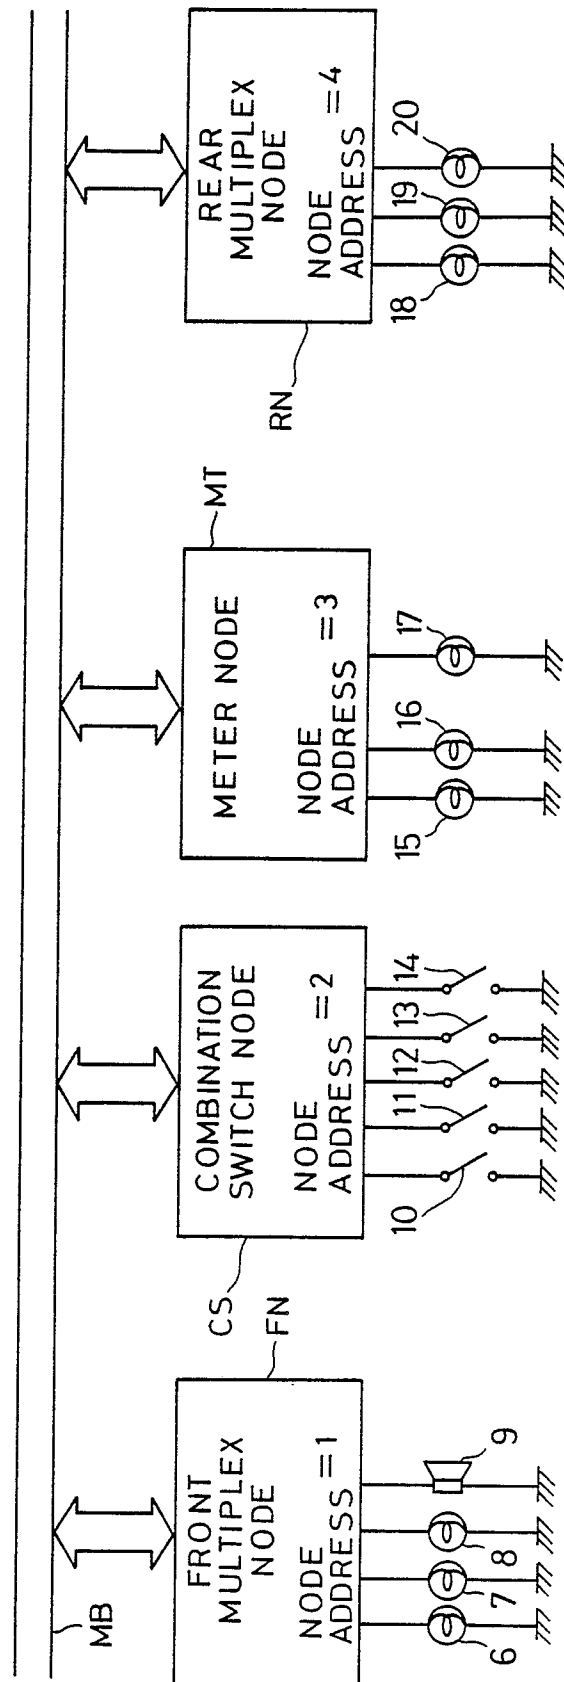 MB
FRONT
MULTIPLEX
NODE
NODE
ADDRESS =1
FN
6
7
8
9
COMBINATION
SWITCH NODE
NODE
ADDRESS =2
CS
10
11
12
13
14
METER NODE
NODE
ADDRESS =3
MT
15
16
17
REAR
MULTIPLEX
NODE
NODE
ADDRESS =4
RN
18
19
20